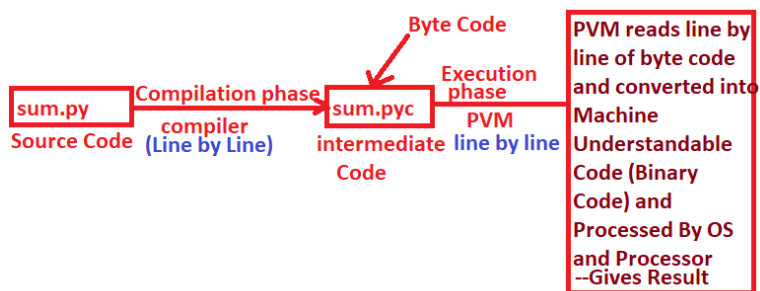 Byte Code
sum.py
Source Code
Compilation phase
compiler
(Line by Line)
sum.pyc
intermediate
Code
Execution
phase
PVM
line by line
PVM reads line by
line of byte code
and converted into
Machine
Understandable
Code (Binary
Code) and
Processed By OS
and Processor
--Gives Result